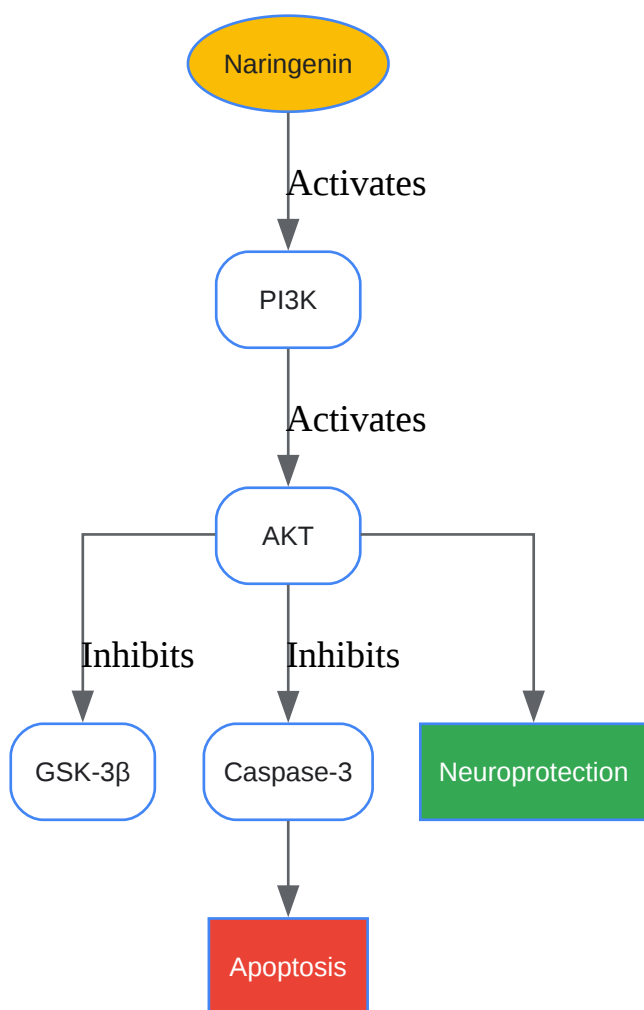 Naringenin
Activates
PI3K
Activates
AKT
Inhibits
Inhibits
GSK-3β
Caspase-3
Neuroprotection
Apoptosis